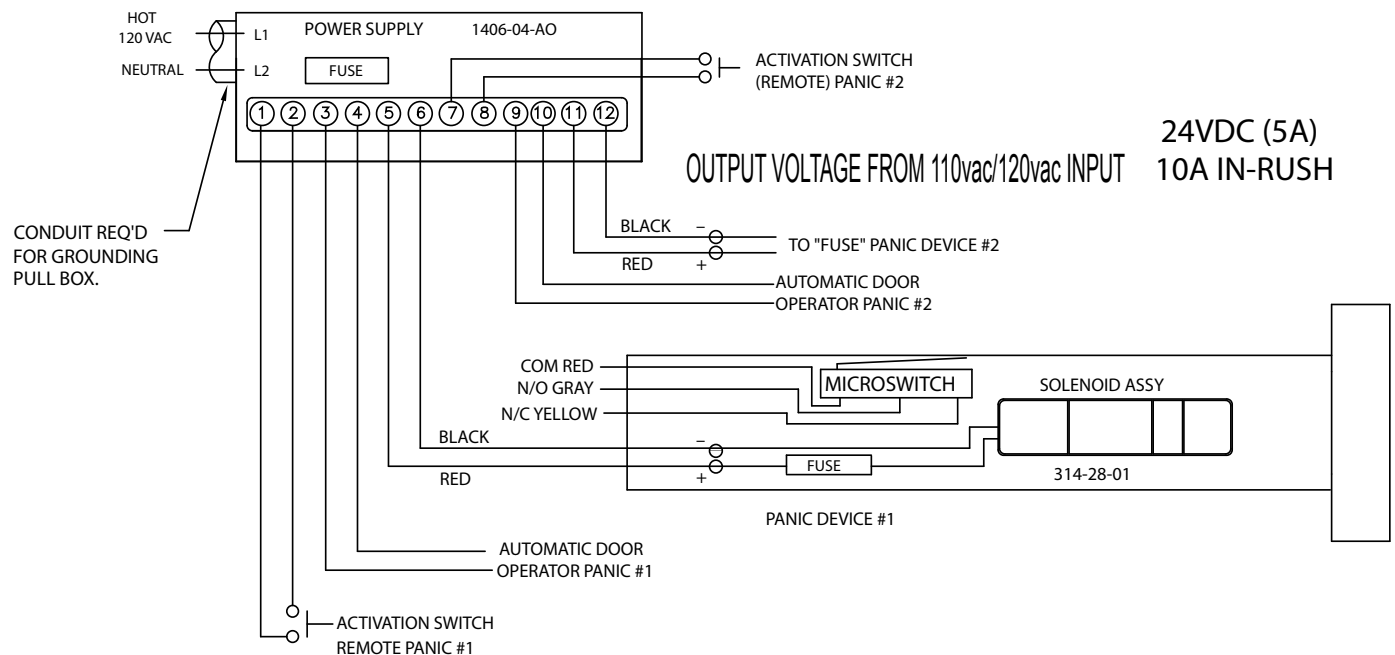 HOT
120 VAC
NEUTRAL
L1
L2
POWER SUPPLY 1406-04-AO
FUSE
1 2 3 4 5 6 7 8 9 10 11 12
ACTIVATION SWITCH
(REMOTE) PANIC #2
24VDC (5A)
OUTPUT VOLTAGE FROM 110vac/120vac INPUT 10A IN-RUSH
CONDUIT REQ'D
FOR GROUNDING
PULL BOX.
BLACK –
RED +
TO "FUSE" PANIC DEVICE #2
AUTOMATIC DOOR
OPERATOR PANIC #2
COM RED
N/O GRAY
N/C YELLOW
MICROSWITCH
SOLENOID ASSY
BLACK –
RED +
FUSE
314-28-01
PANIC DEVICE #1
AUTOMATIC DOOR
OPERATOR PANIC #1
ACTIVATION SWITCH
REMOTE PANIC #1